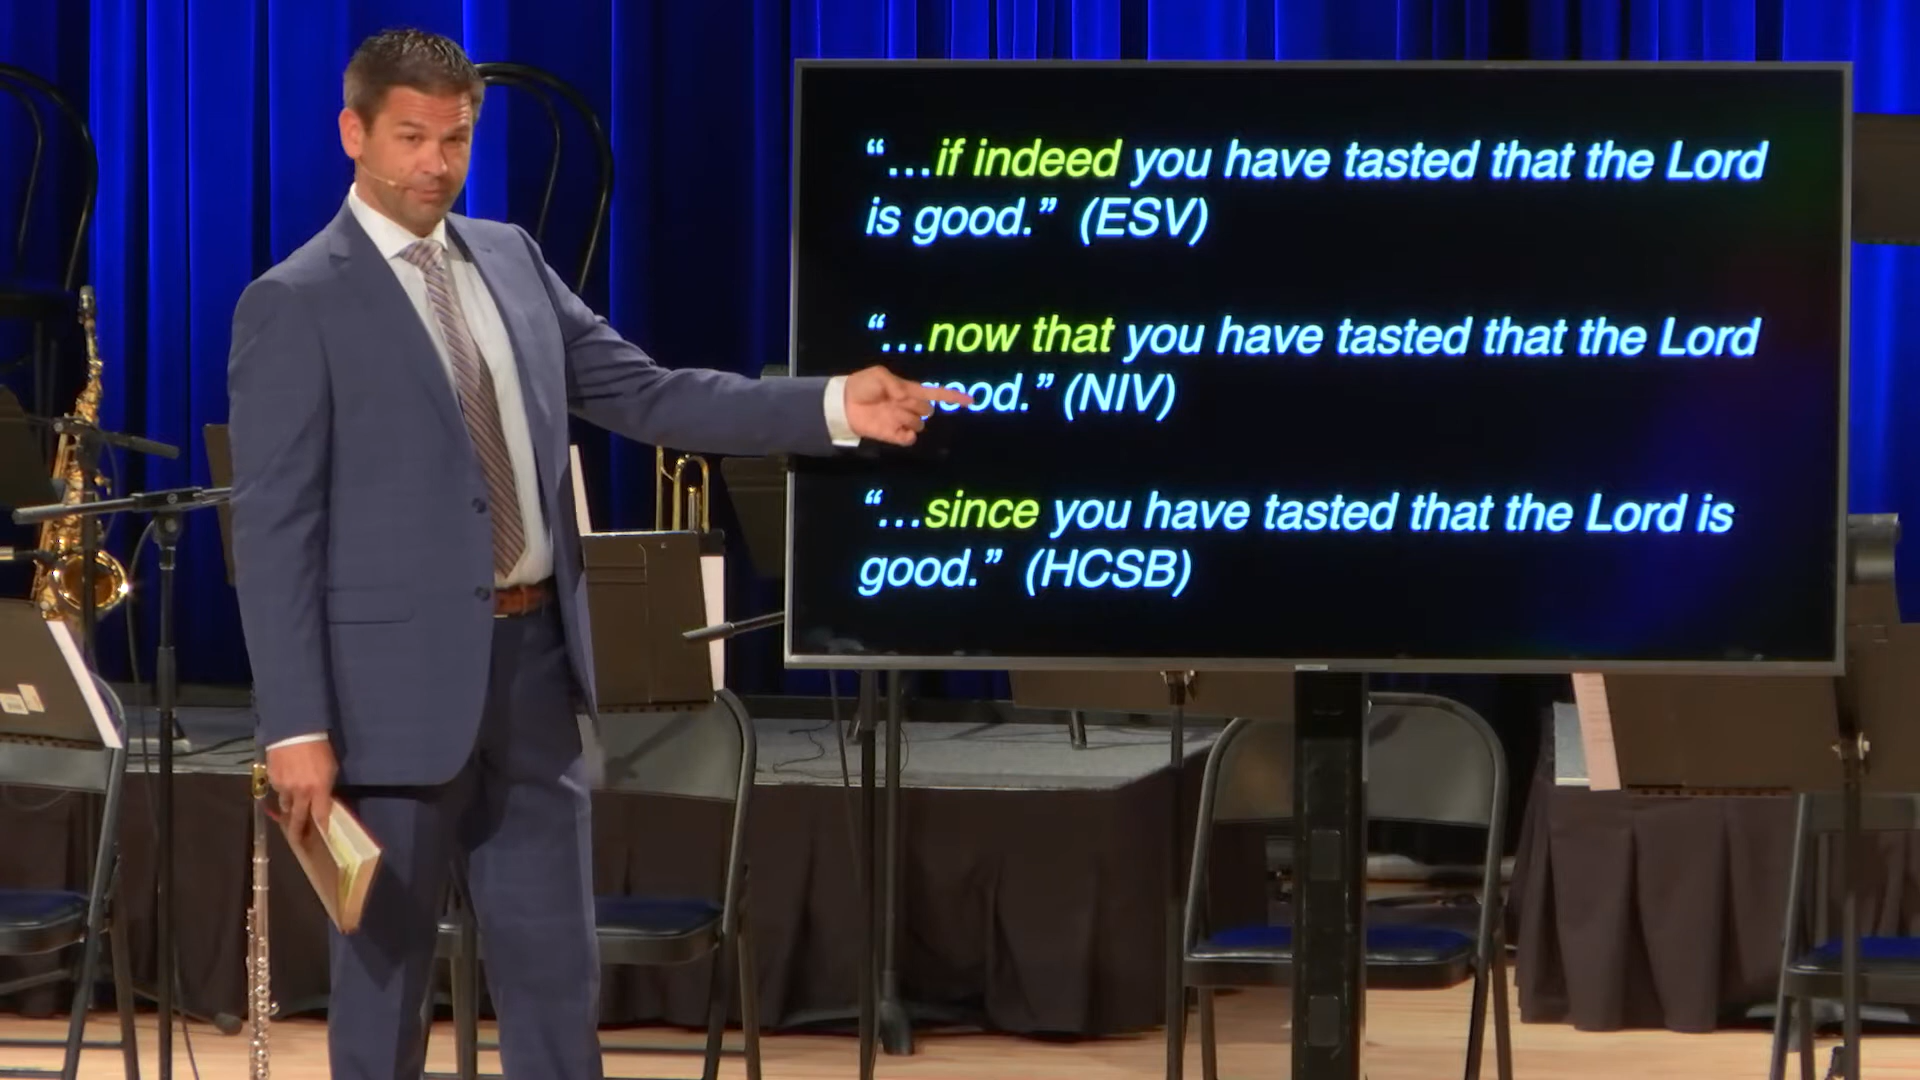 “…if indeed you have tasted that the Lord
is good.” (ESV)
“…now that you have tasted that the Lord
good.” (NIV)
“…since you have tasted that the Lord is
good.” (HCSB)